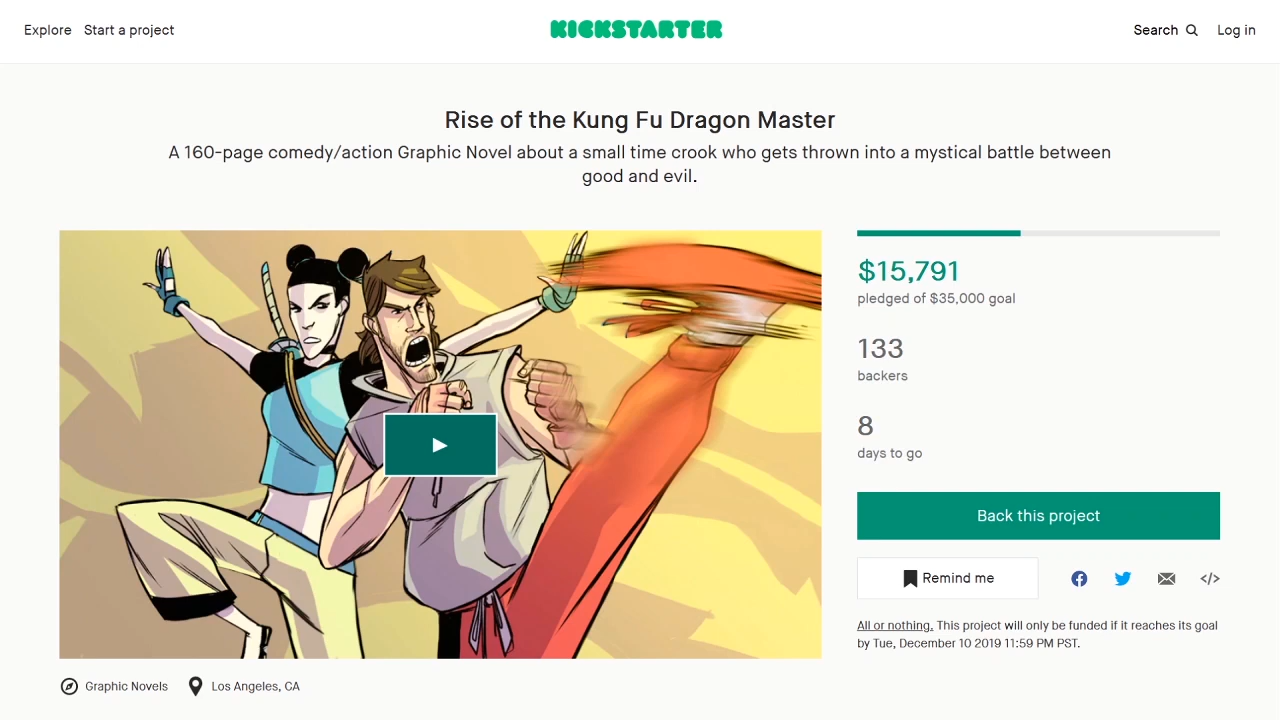 Explore Start a project KICKSTARTER Search Log in
Rise of the Kung Fu Dragon Master
A 160-page comedy/action Graphic Novel about a small time crook who gets thrown into a mystical battle between
good and evil.
$15,791
pledged of $35,000 goal
133
backers
8
days to go
Back this project
Remind me
All or nothing. This project will only be funded if it reaches its goal
by Tue, December 10 2019 11:59 PM PST.
Graphic Novels Los Angeles, CA